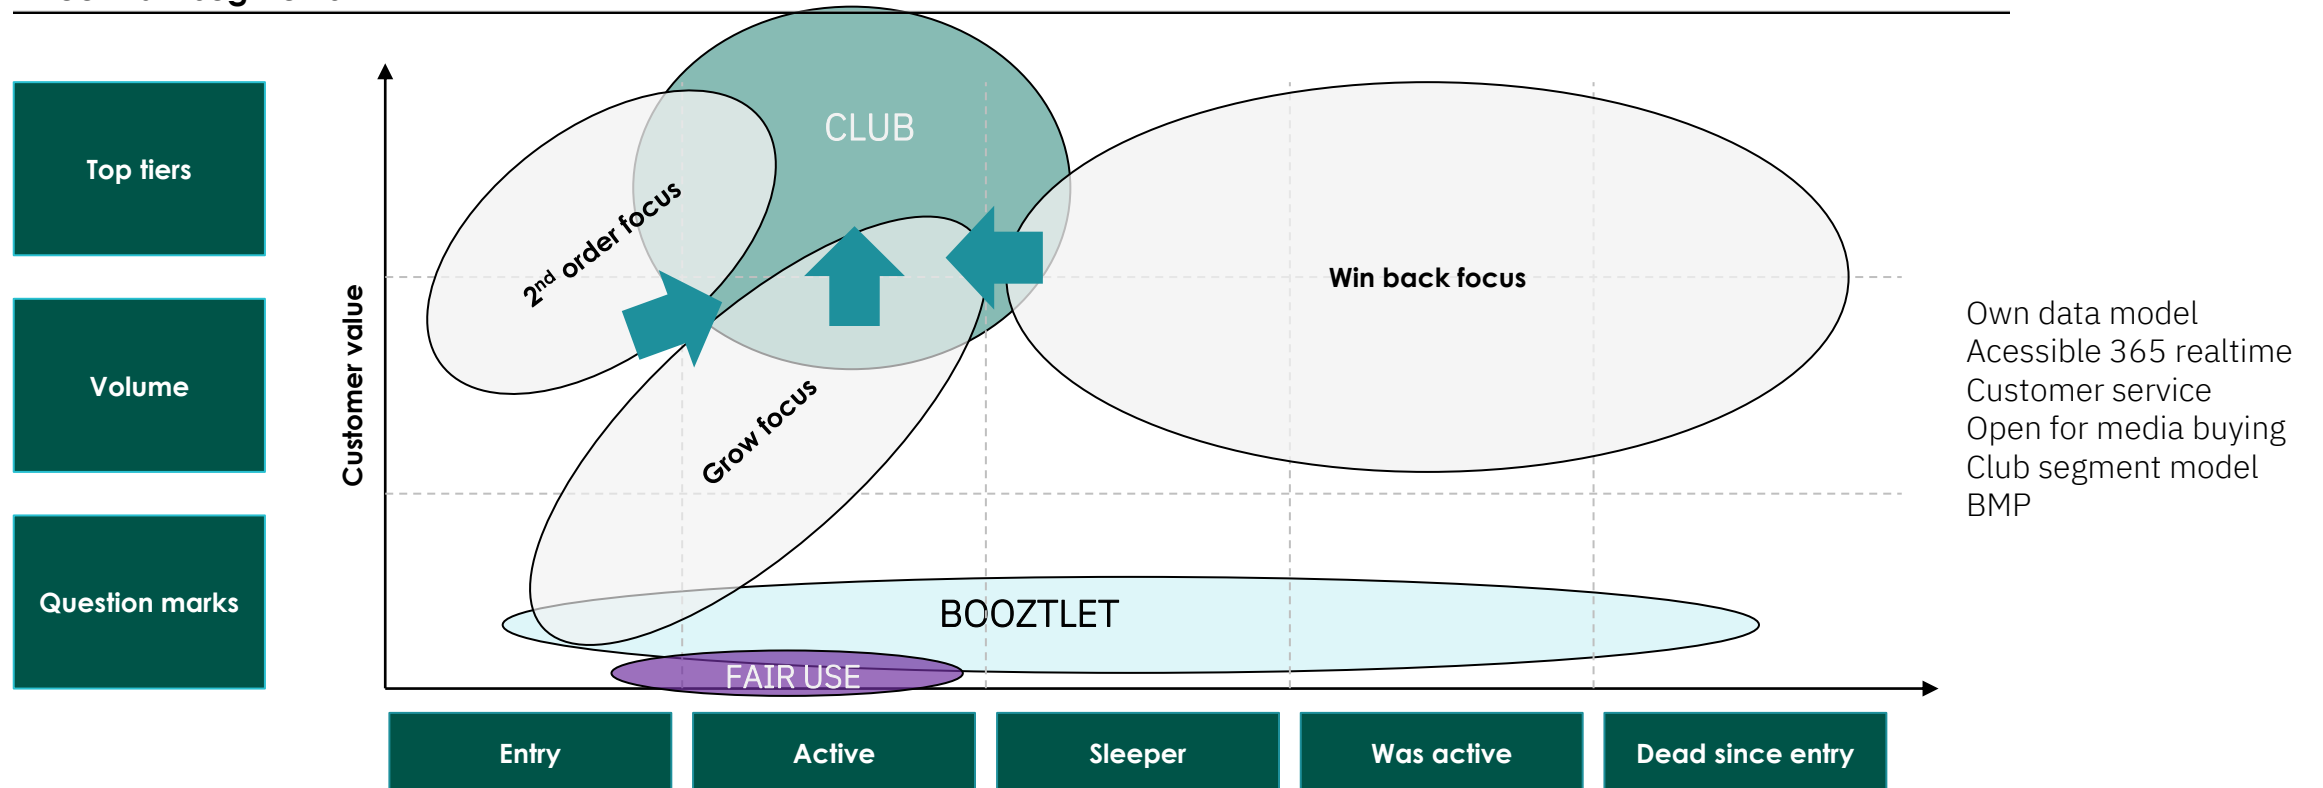 CLUB
Top tiers
2nd order focus
Win back focus
Customer value
Volume
Grow focus
Own data model
Acessible 365 realtime
Customer service
Open for media buying
Club segment model
BMP
Question marks
BOOZTLET
FAIR USE
Entry
Active
Sleeper
Was active
Dead since entry